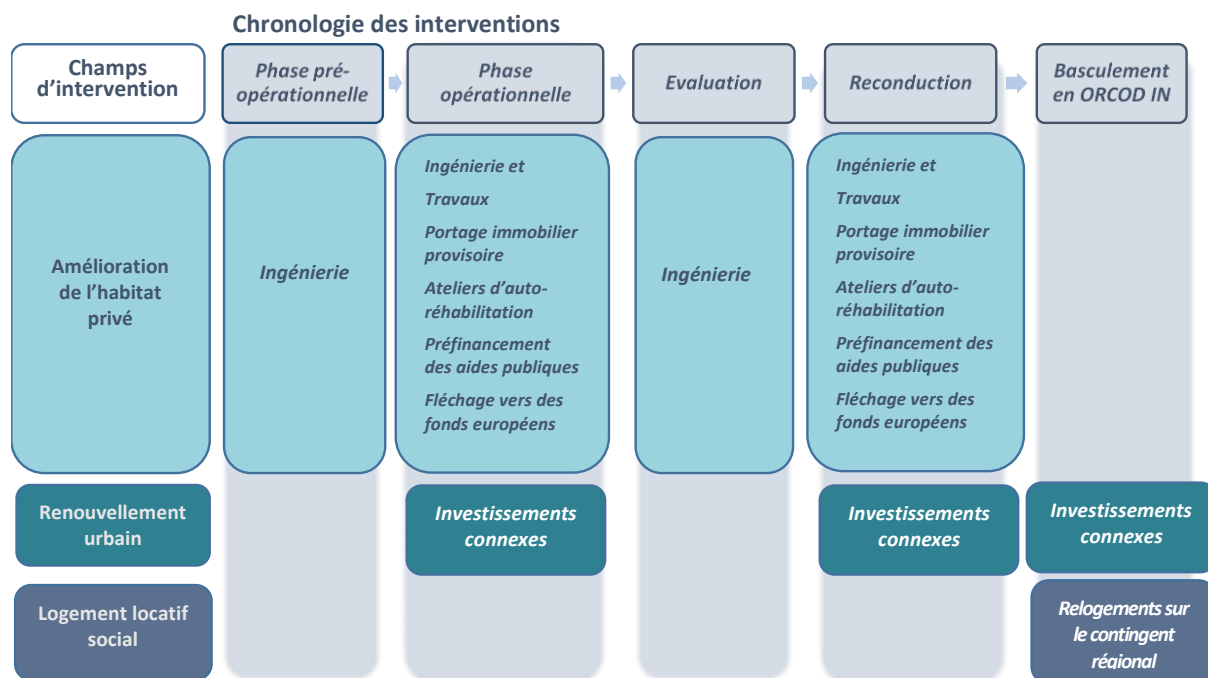 Chronologie des interventions
Champs
d'intervention
Phase pré-
opérationnelle
Phase
opérationnelle
Evaluation
Reconduction
Basculement
en ORCOD IN
Amélioration
de l'habitat
privé
Ingénierie
Ingénierie et
Travaux
Portage immobilier
provisoire
Ateliers d'auto-
réhabilitation
Préfinancement
des aides publiques
Fléchage vers des
fonds européens
Ingénierie
Ingénierie et
Travaux
Portage immobilier
provisoire
Ateliers d'auto-
réhabilitation
Préfinancement des
aides publiques
Fléchage vers des
fonds européens
Renouvellement
urbain
Investissements
connexes
Investissements
connexes
Investissements
connexes
Logement locatif
social
Relogements sur
le contingent
régional